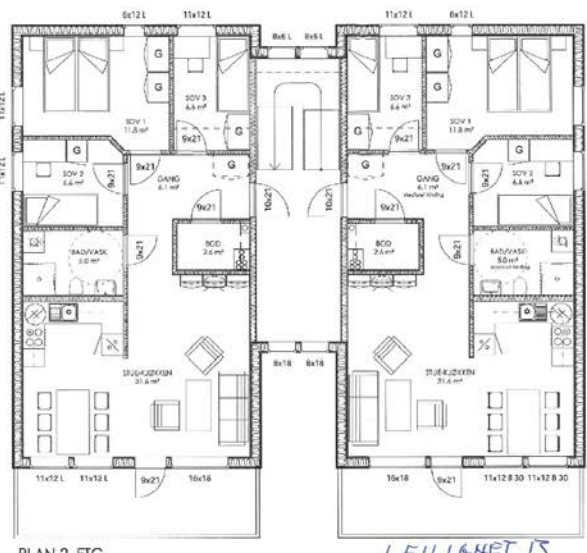 6x12 L 11x12 L 8x6 L 8x6 L 11x12 L 6x12 L
11x12 L
11x12 L
G G G G
SOV 1
11.8 m²
SOV 3
6.6 m²
SOV 3
6.6 m²
SOV 1
11.8 m²
G G G G
9x21 9x21
SOV 2
6.6 m²
9x21
GANG
6.1 m²
G
G
GANG
6.1 m²
9x21
SOV 2
6.6 m²
9x21 10x21 10x21 9x21
BAD/VASK
5.0 m²
9x21
BOD
2.6 m²
BOD
2.6 m²
9x21
BAD/VASK
5.0 m²
STUE-KJØKKEN
31.6 m²
8x18 8x18
STUE-KJØKKEN
31.6 m²
11x12 L 11x12 L 9x21 16x18 16x18 9x21 11x12 B 30 11x12 B 30
PLAN 2. ETG